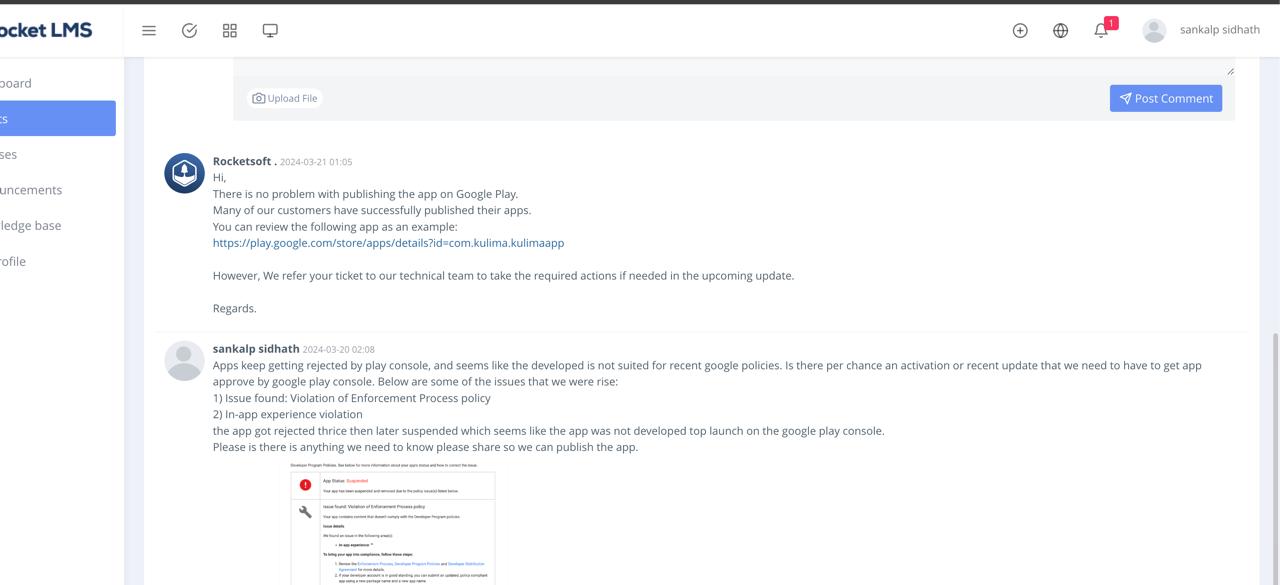 ocket LMS
1
sankalp sidhath
board
ts
ses
uncements
ledge base
rofile
Upload File
Post Comment
Rocketsoft . 2024-03-21 01:05
Hi,
There is no problem with publishing the app on Google Play.
Many of our customers have successfully published their apps.
You can review the following app as an example:
https://play.google.com/store/apps/details?id=com.kulima.kulimaapp
However, We refer your ticket to our technical team to take the required actions if needed in the upcoming update.
Regards.
sankalp sidhath 2024-03-20 02:08
Apps keep getting rejected by play console, and seems like the developed is not suited for recent google policies. Is there per chance an activation or recent update that we need to have to get app
approve by google play console. Below are some of the issues that we were rise:
1) Issue found: Violation of Enforcement Process policy
2) In-app experience violation
the app got rejected thrice then later suspended which seems like the app was not developed top launch on the google play console.
Please is there is anything we need to know please share so we can publish the app.
Developer Program Policies. See below for more information about your app's status and how to correct the issue.
App Status: Suspended
Your app has been suspended and removed due to the policy issue(s) listed below.
Issue found: Violation of Enforcement Process policy
Your app contains content that doesn't comply with the Developer Program policies.
Issue details
We found an issue in the following area(s):
• In-app experience
To bring your app into compliance, follow these steps:
1. Review the Enforcement Process, Developer Program Policies and Developer Distribution
Agreement for more details.
2. If your developer account is in good standing, you can submit an updated, policy compliant
app using a new package name and a new app name.